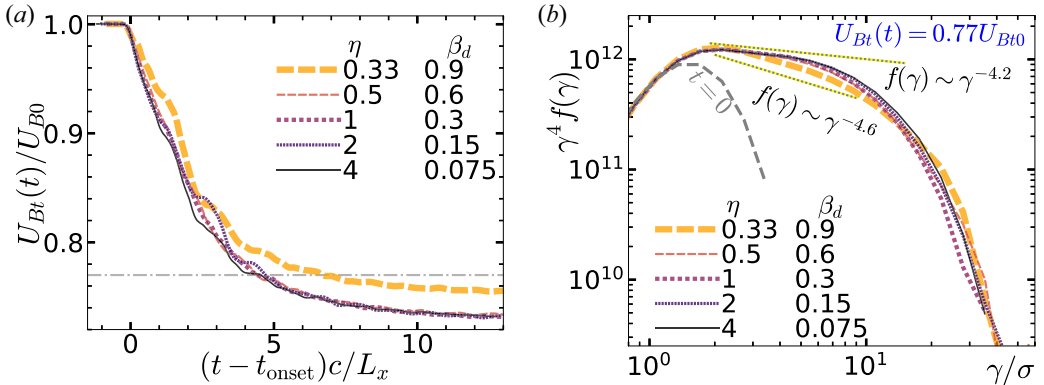 (a)
1.0
0.9
0.8
U_{Bt}(t)/U_{B0}
η β_d
0.33 0.9
0.5 0.6
1 0.3
2 0.15
4 0.075
0 5 10
(t − t_{onset})c/L_x
(b)
U_{Bt}(t) = 0.77U_{Bt0}
10^{12}
10^{11}
10^{10}
γ^4 f(γ)
t=0
f(γ) ∼ γ^{−4.2}
f(γ) ∼ γ^{−4.6}
η β_d
0.33 0.9
0.5 0.6
1 0.3
2 0.15
4 0.075
10^0 10^1 γ/σ